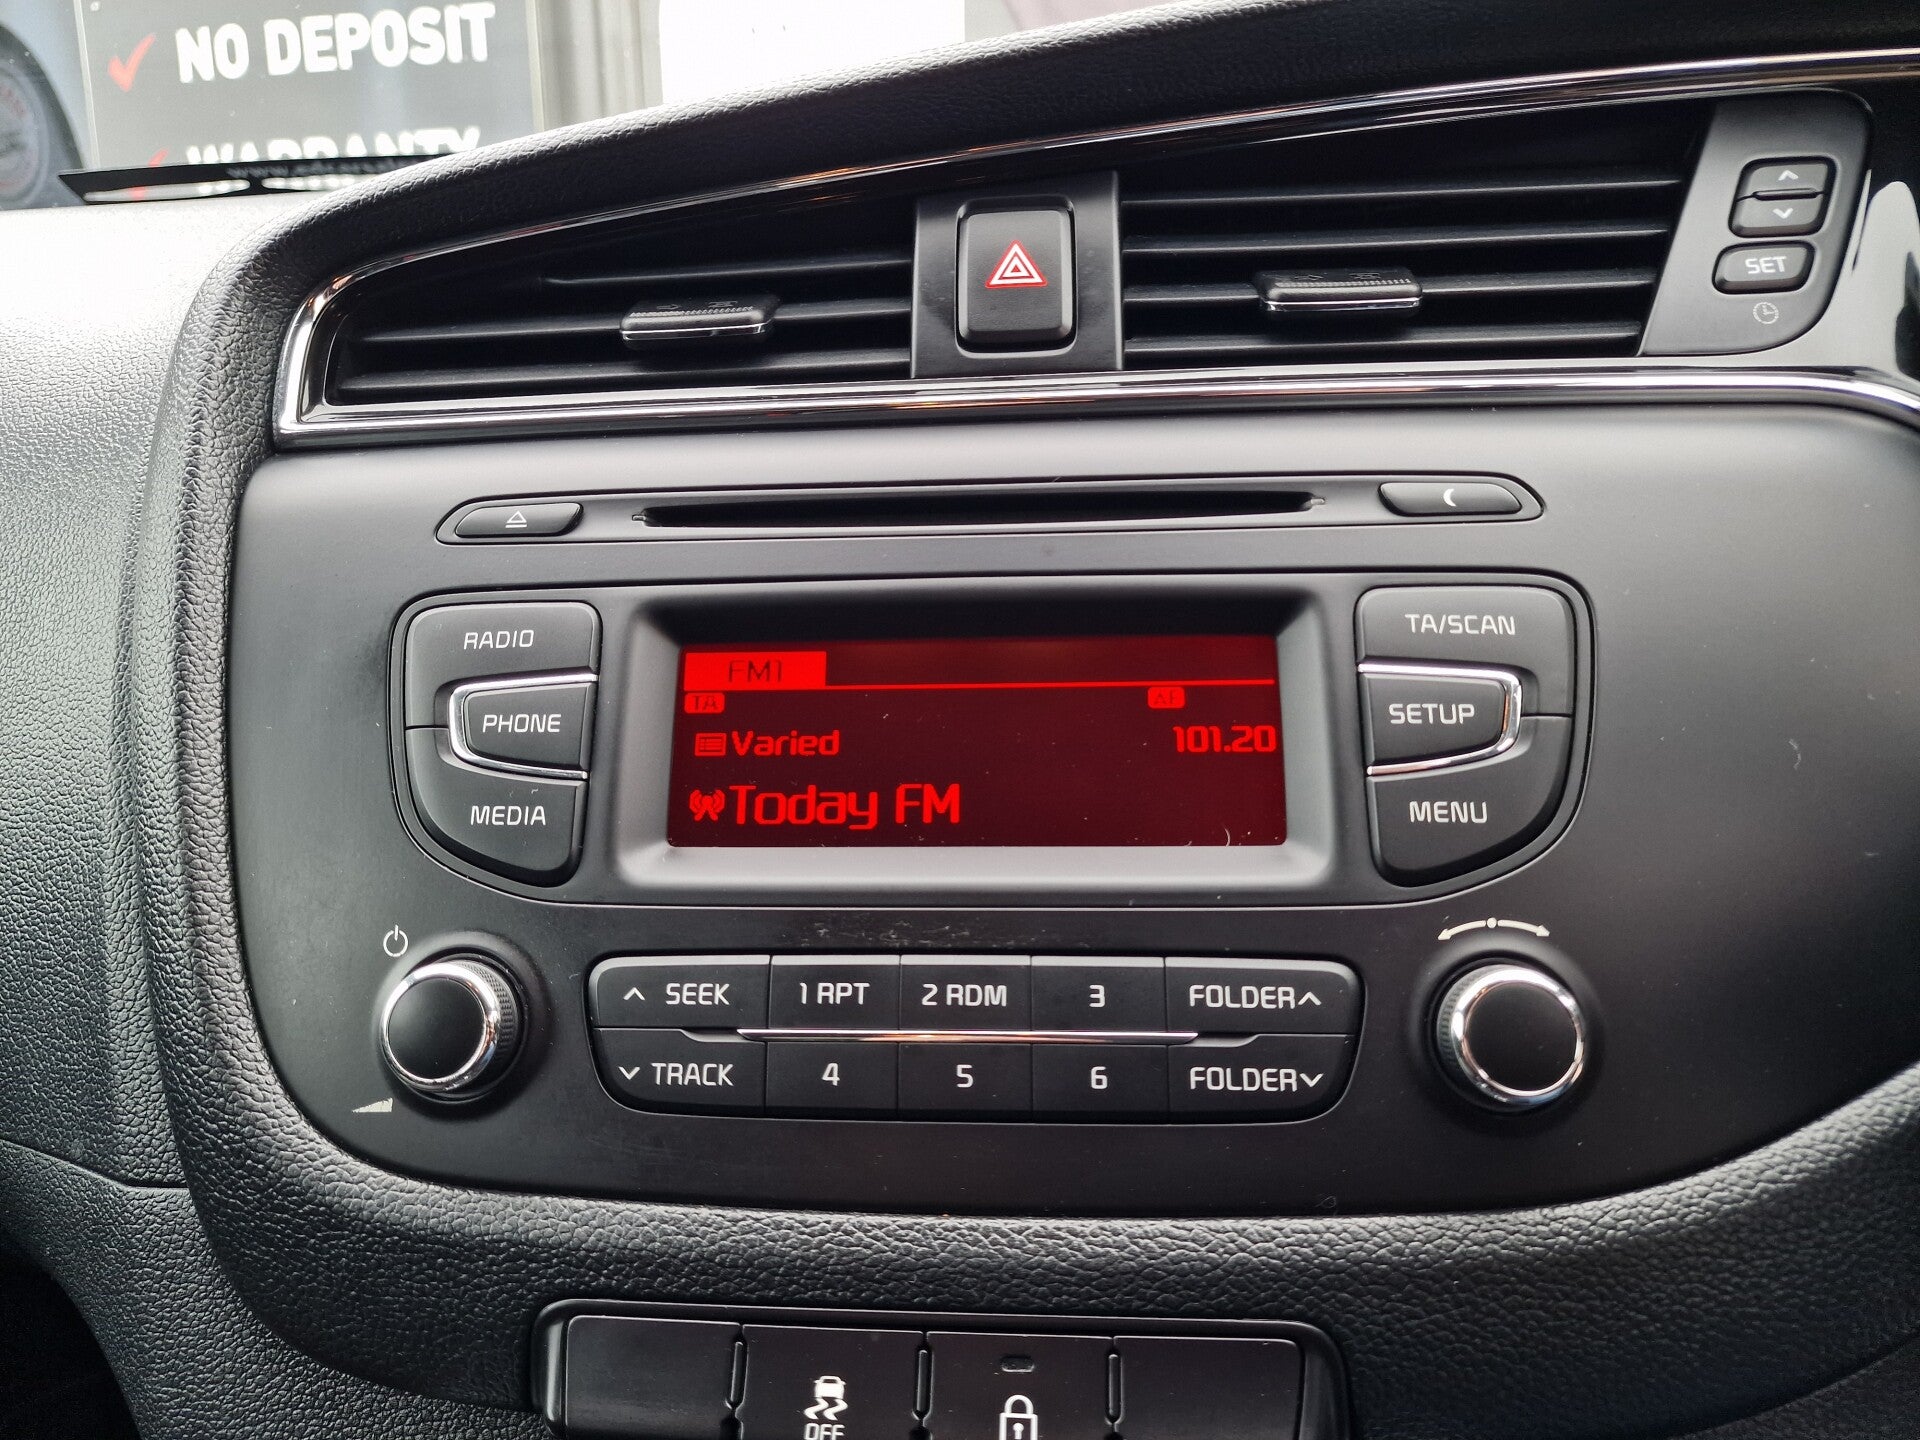 NO DEPOSIT
WARRANTY
SET
RADIO
PHONE
MEDIA
FM1
TA
AF
Varied
101.20
Today FM
TA/SCAN
SETUP
MENU
SEEK
1 RPT
2 RDM
3
FOLDER
TRACK
4
5
6
FOLDER
OFF